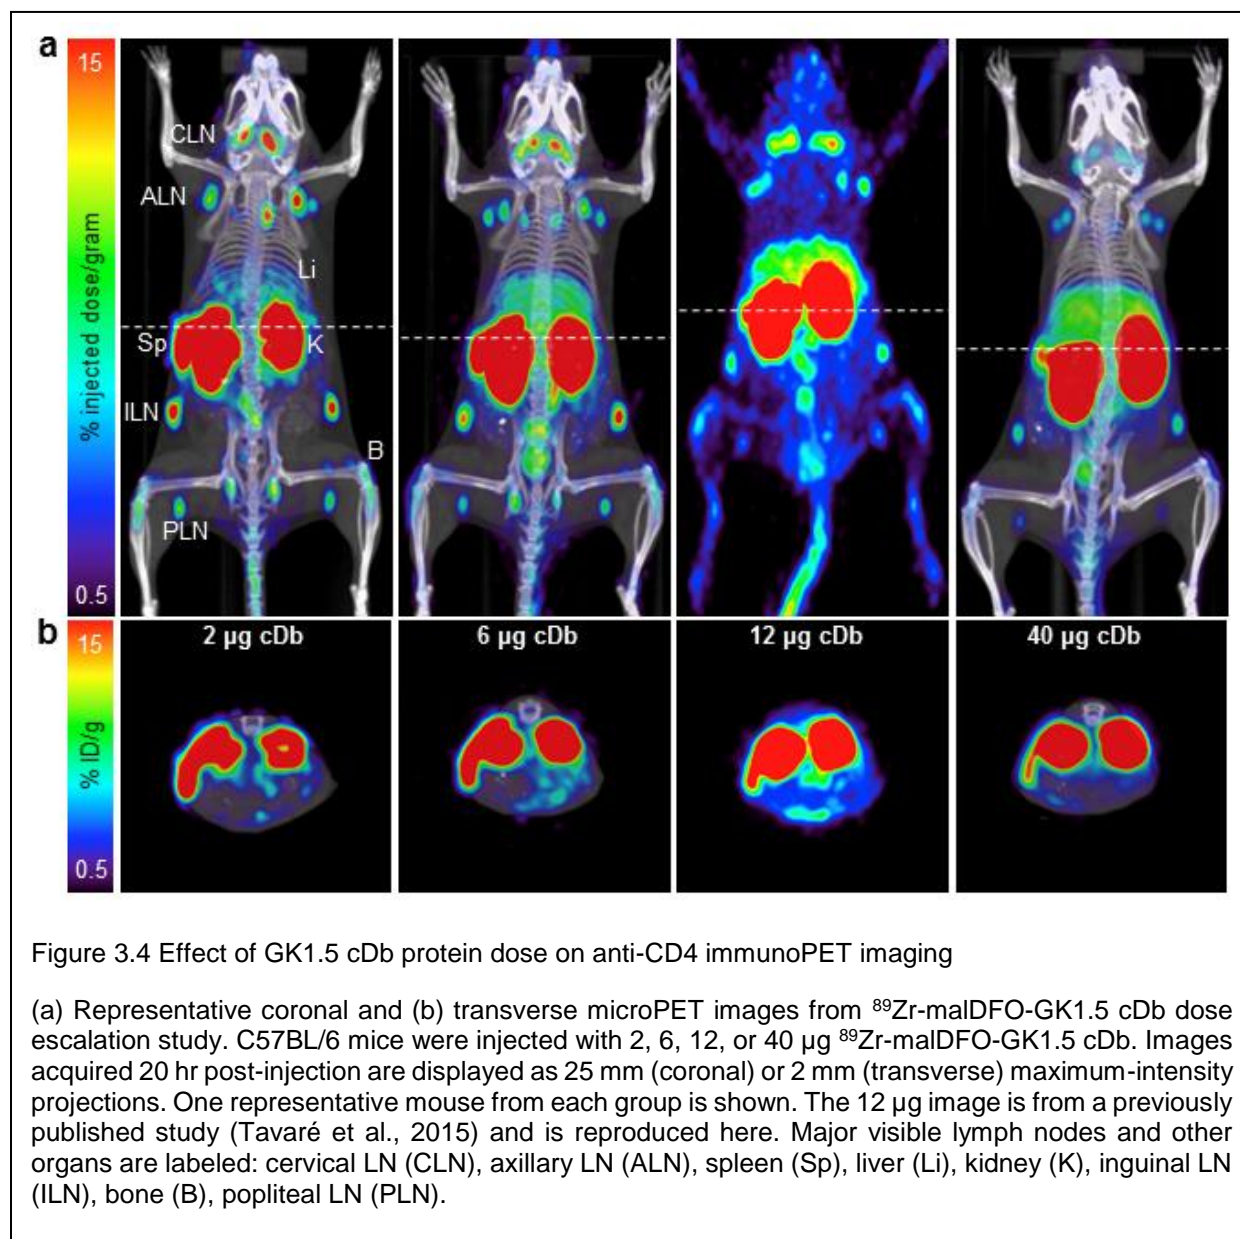 a
15
% injected dose/gram
0.5
CLN
ALN
Li
Sp
K
ILN
B
PLN
b
15
% ID/g
0.5
2 µg cDb
6 µg cDb
12 µg cDb
40 µg cDb
Figure 3.4 Effect of GK1.5 cDb protein dose on anti-CD4 immunoPET imaging
(a) Representative coronal and (b) transverse microPET images from ⁸⁹Zr-malDFO-GK1.5 cDb dose
escalation study. C57BL/6 mice were injected with 2, 6, 12, or 40 µg ⁸⁹Zr-malDFO-GK1.5 cDb. Images
acquired 20 hr post-injection are displayed as 25 mm (coronal) or 2 mm (transverse) maximum-intensity
projections. One representative mouse from each group is shown. The 12 µg image is from a previously
published study (Tavaré et al., 2015) and is reproduced here. Major visible lymph nodes and other
organs are labeled: cervical LN (CLN), axillary LN (ALN), spleen (Sp), liver (Li), kidney (K), inguinal LN
(ILN), bone (B), popliteal LN (PLN).